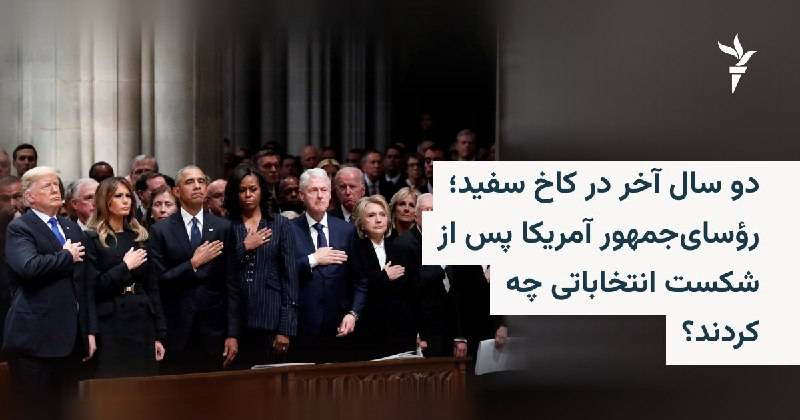 دو سال آخر در کاخ سفید؛
رؤسای‌جمهور آمریکا پس از
شکست انتخاباتی چه
کردند؟